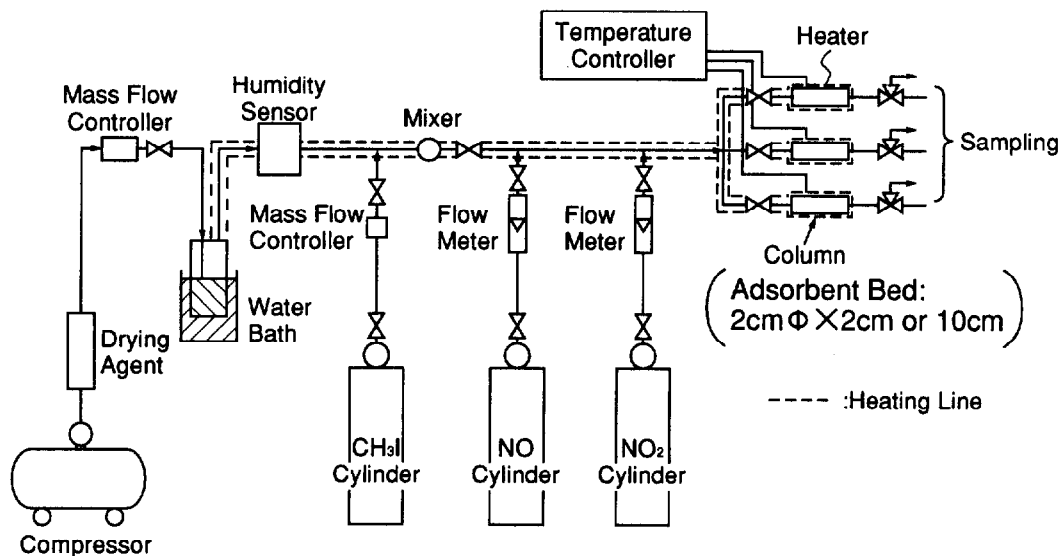 Temperature
Controller
Heater
Mass Flow
Controller
Humidity
Sensor
Mixer
Sampling
Mass Flow
Controller
Flow
Meter
Flow
Meter
Column
(Adsorbent Bed:
2cmΦ×2cm or 10cm)
Water
Bath
Drying
Agent
---- :Heating Line
CH₃I
Cylinder
NO
Cylinder
NO₂
Cylinder
Compressor